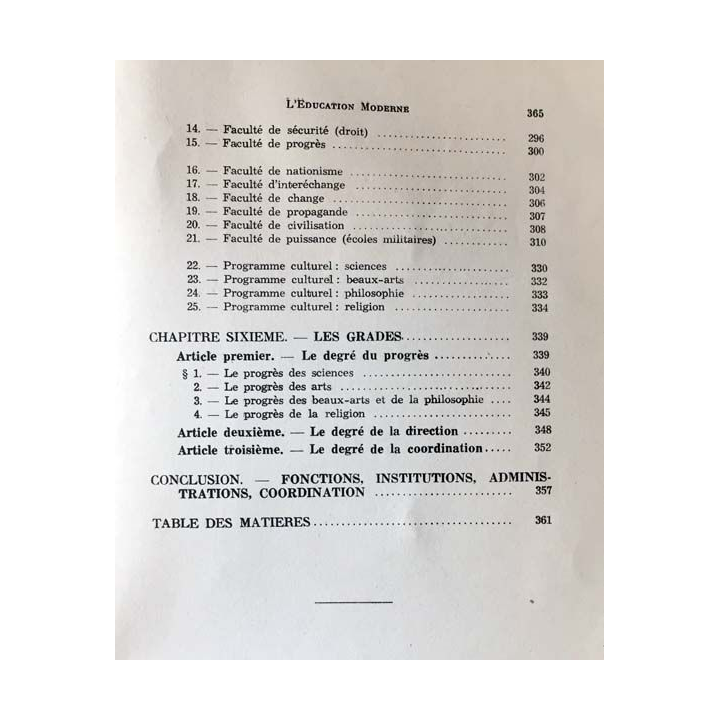 L'Education Moderne 365
14. — Faculté de sécurité (droit) ........................ 296
15. — Faculté de progrès ................................ 300
16. — Faculté de nationisme ............................. 302
17. — Faculté d'interéchange ............................ 304
18. — Faculté de change ................................. 306
19. — Faculté de propagande ............................. 307
20. — Faculté de civilisation ........................... 308
21. — Faculté de puissance (écoles militaires) ............ 310
22. — Programme culturel : sciences ..................... 330
23. — Programme culturel : beaux-arts ................... 332
24. — Programme culturel : philosophie .................. 333
25. — Programme culturel : religion ..................... 334
CHAPITRE SIXIEME. — LES GRADES .................... 339
Article premier. — Le degré du progrès .............. 339
§ 1. — Le progrès des sciences ........................ 340
2. — Le progrès des arts .............................. 342
3. — Le progrès des beaux-arts et de la philosophie .... 344
4. — Le progrès de la religion ........................ 345
Article deuxième. — Le degré de la direction ......... 348
Article troisième. — Le degré de la coordination ..... 352
CONCLUSION. — FONCTIONS, INSTITUTIONS, ADMINIS-
TRATIONS, COORDINATION ......................... 357
TABLE DES MATIERES ................................ 361